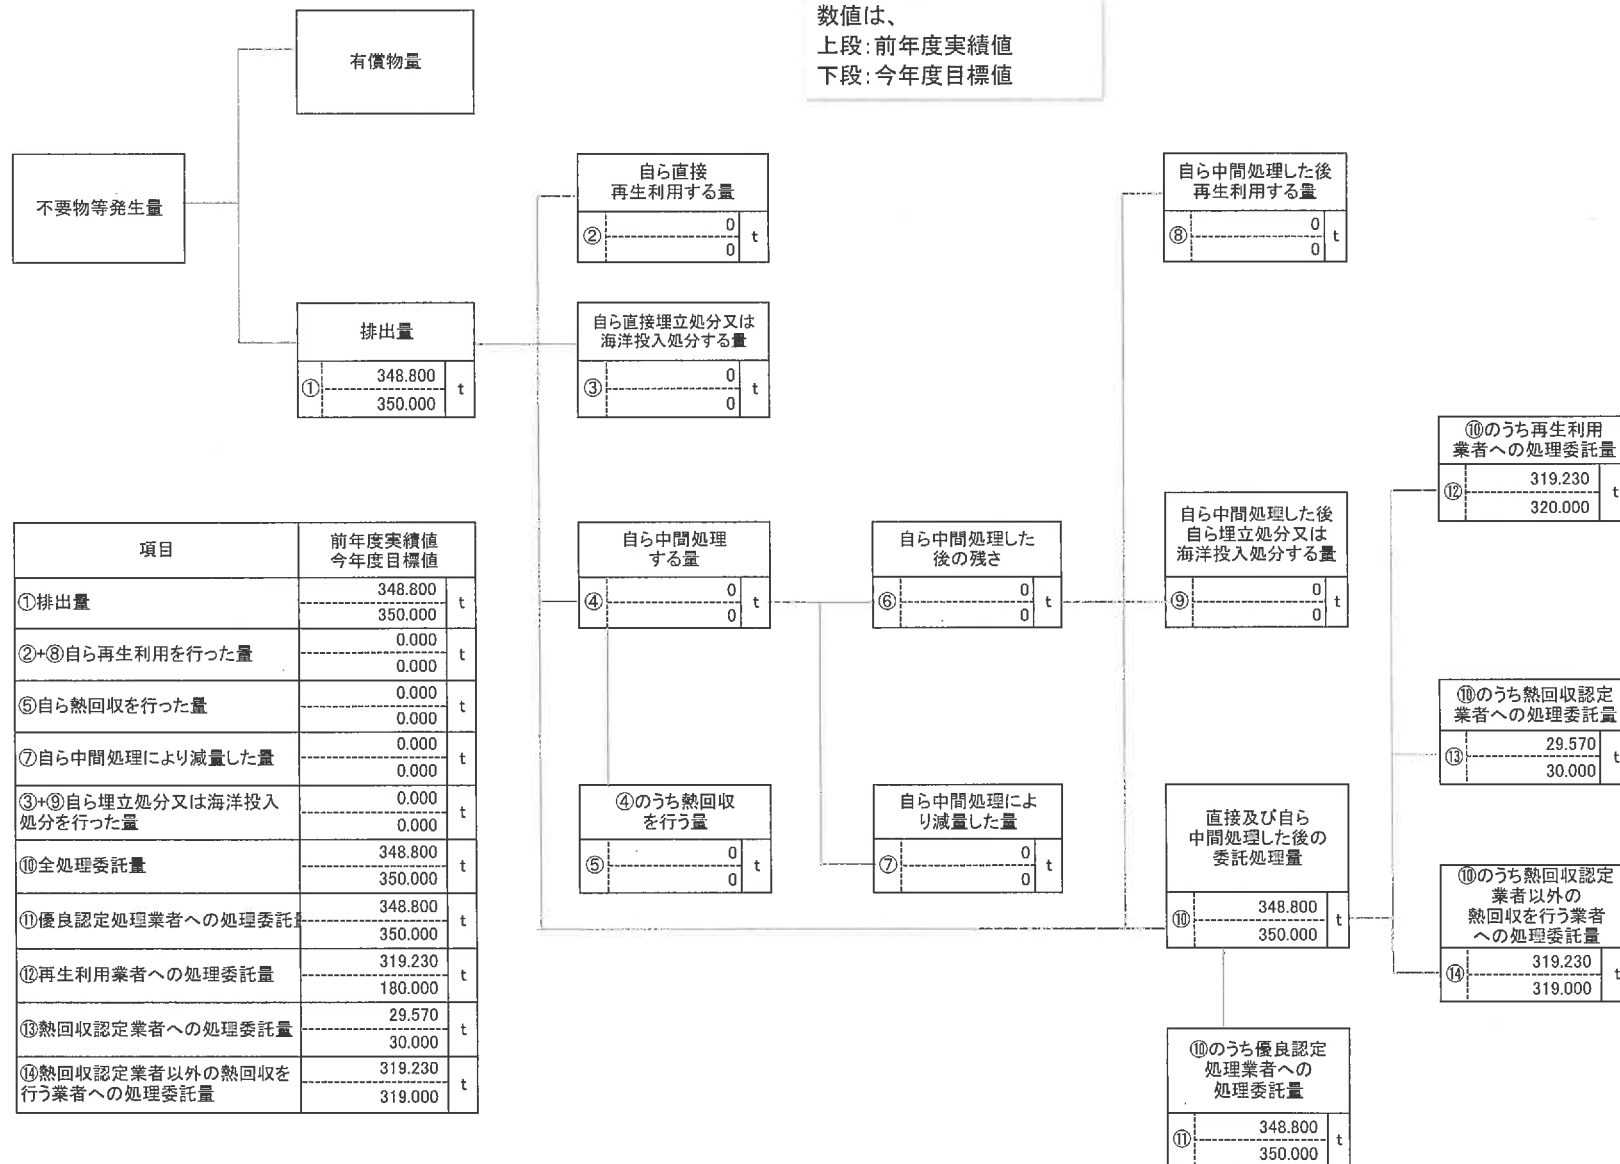 数値は、
上段：前年度実績値
下段：今年度目標値
有償物量
不要物等発生量
排出量
①
348.800
350.000
t
自ら直接
再生利用する量
②
0
0
t
自ら直接埋立処分又は
海洋投入処分する量
③
0
0
t
自ら中間処理
する量
④
0
0
t
④のうち熱回収
を行う量
⑤
0
0
t
自ら中間処理した
後の残さ
⑥
0
0
t
自ら中間処理によ
り減量した量
⑦
0
0
t
自ら中間処理した後
再生利用する量
⑧
0
0
t
自ら中間処理した後
自ら埋立処分又は
海洋投入処分する量
⑨
0
0
t
直接及び自ら
中間処理した後の
委託処理量
⑩
348.800
350.000
t
⑩のうち優良認定
処理業者への
処理委託量
⑪
348.800
350.000
t
⑩のうち再生利用
業者への処理委託量
⑫
319.230
320.000
t
⑩のうち熱回収認定
業者への処理委託量
⑬
29.570
30.000
t
⑩のうち熱回収認定
業者以外の
熱回収を行う業者
への処理委託量
⑭
319.230
319.000
t
項目
前年度実績値
今年度目標値
①排出量
348.800
350.000
t
②+⑧自ら再生利用を行った量
0.000
0.000
t
⑤自ら熱回収を行った量
0.000
0.000
t
⑦自ら中間処理により減量した量
0.000
0.000
t
③+⑨自ら埋立処分又は海洋投入
処分を行った量
0.000
0.000
t
⑩全処理委託量
348.800
350.000
t
⑪優良認定処理業者への処理委託
348.800
350.000
t
⑫再生利用業者への処理委託量
319.230
180.000
t
⑬熱回収認定業者への処理委託量
29.570
30.000
t
⑭熱回収認定業者以外の熱回収を
行う業者への処理委託量
319.230
319.000
t